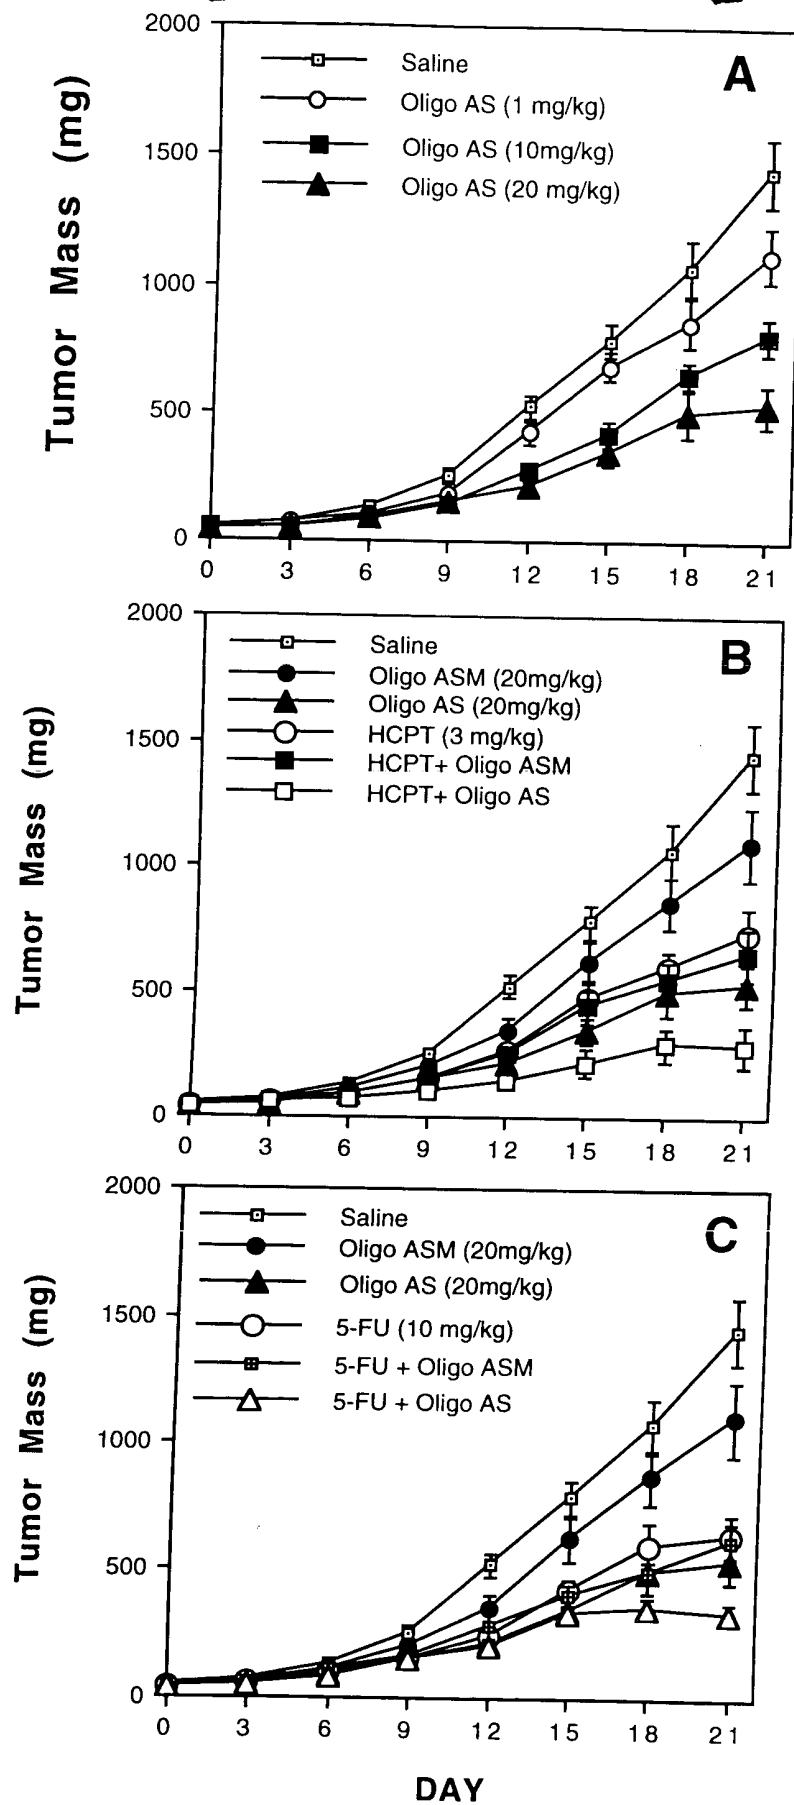 2000
A
Saline
Oligo AS (1 mg/kg)
Oligo AS (10mg/kg)
Oligo AS (20 mg/kg)
1500
1000
500
0
Tumor Mass (mg)
0 3 6 9 12 15 18 21
2000
B
Saline
Oligo ASM (20mg/kg)
Oligo AS (20mg/kg)
HCPT (3 mg/kg)
HCPT+ Oligo ASM
HCPT+ Oligo AS
1500
1000
500
0
Tumor Mass (mg)
0 3 6 9 12 15 18 21
2000
C
Saline
Oligo ASM (20mg/kg)
Oligo AS (20mg/kg)
5-FU (10 mg/kg)
5-FU + Oligo ASM
5-FU + Oligo AS
1500
1000
500
0
Tumor Mass (mg)
0 3 6 9 12 15 18 21
DAY